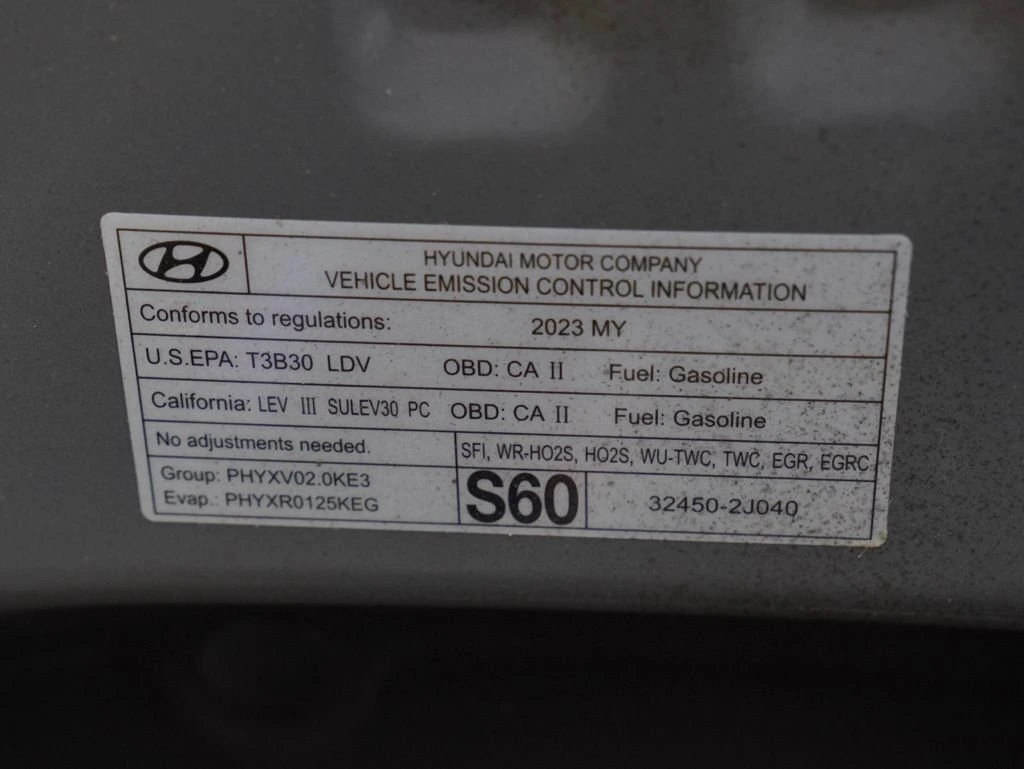 HYUNDAI MOTOR COMPANY
VEHICLE EMISSION CONTROL INFORMATION
Conforms to regulations: 2023 MY
U.S.EPA: T3B30 LDV OBD: CA II Fuel: Gasoline
California: LEV III SULEV30 PC OBD: CA II Fuel: Gasoline
No adjustments needed.
SFI, WR-HO2S, HO2S, WU-TWC, TWC, EGR, EGRC
Group: PHYXV02.0KE3
Evap.: PHYXR0125KEG
S60
32450-2J040